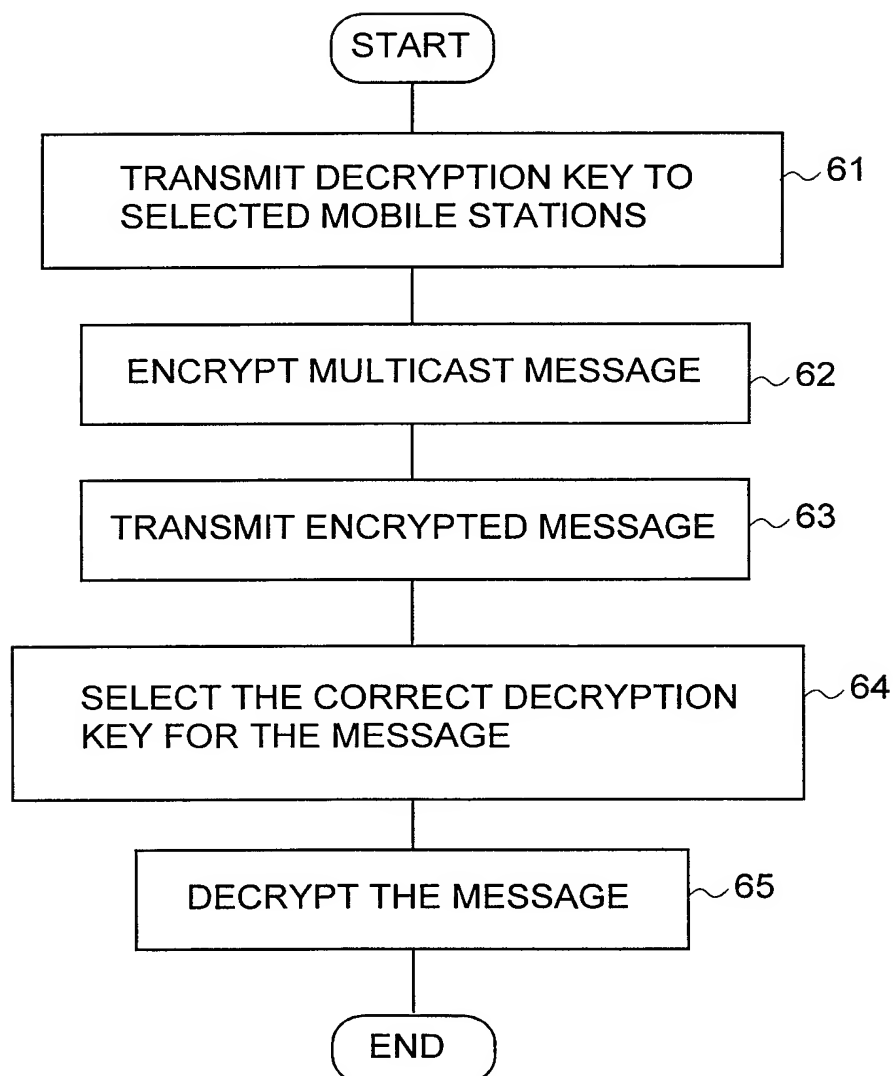 START
TRANSMIT DECRYPTION KEY TO
SELECTED MOBILE STATIONS
61
ENCRYPT MULTICAST MESSAGE
62
TRANSMIT ENCRYPTED MESSAGE
63
SELECT THE CORRECT DECRYPTION
KEY FOR THE MESSAGE
64
DECRYPT THE MESSAGE
65
END